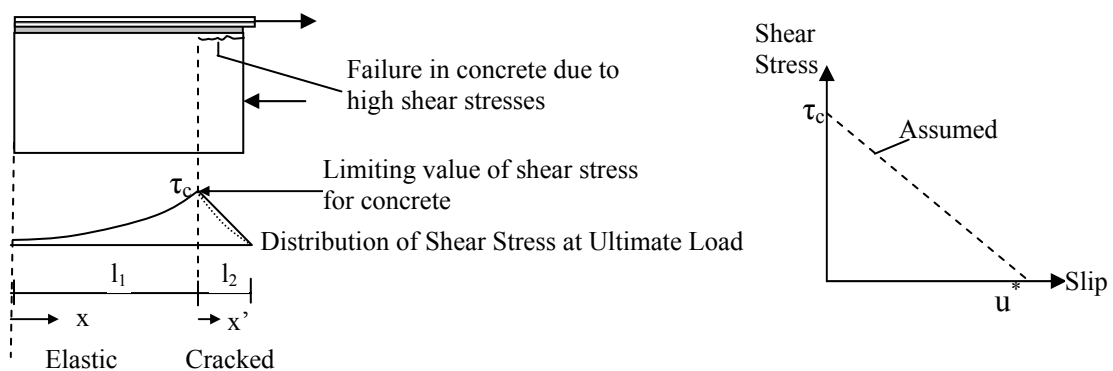 Failure in concrete due to
high shear stresses
τc
Limiting value of shear stress
for concrete
Distribution of Shear Stress at Ultimate Load
l1
l2
x
x’
Elastic
Cracked
Shear
Stress
τc
Assumed
u*
Slip